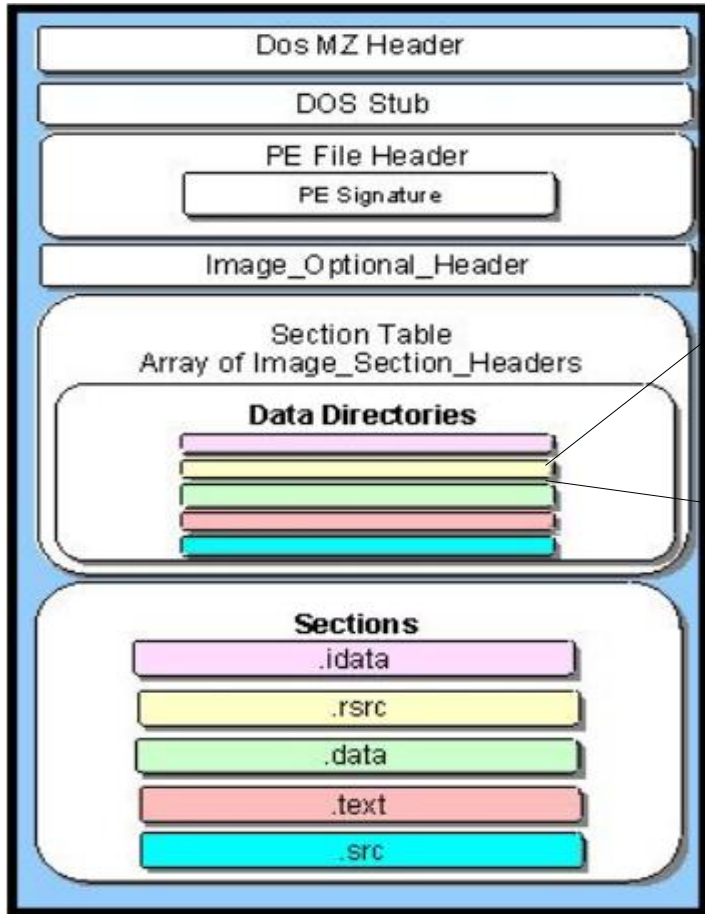 Dos MZ Header
DOS Stub
PE File Header
PE Signature
Image_Optional_Header
Section Table
Array of Image_Section_Headers
Data Directories
Sections
.idata
.rsrc
.data
.text
.src